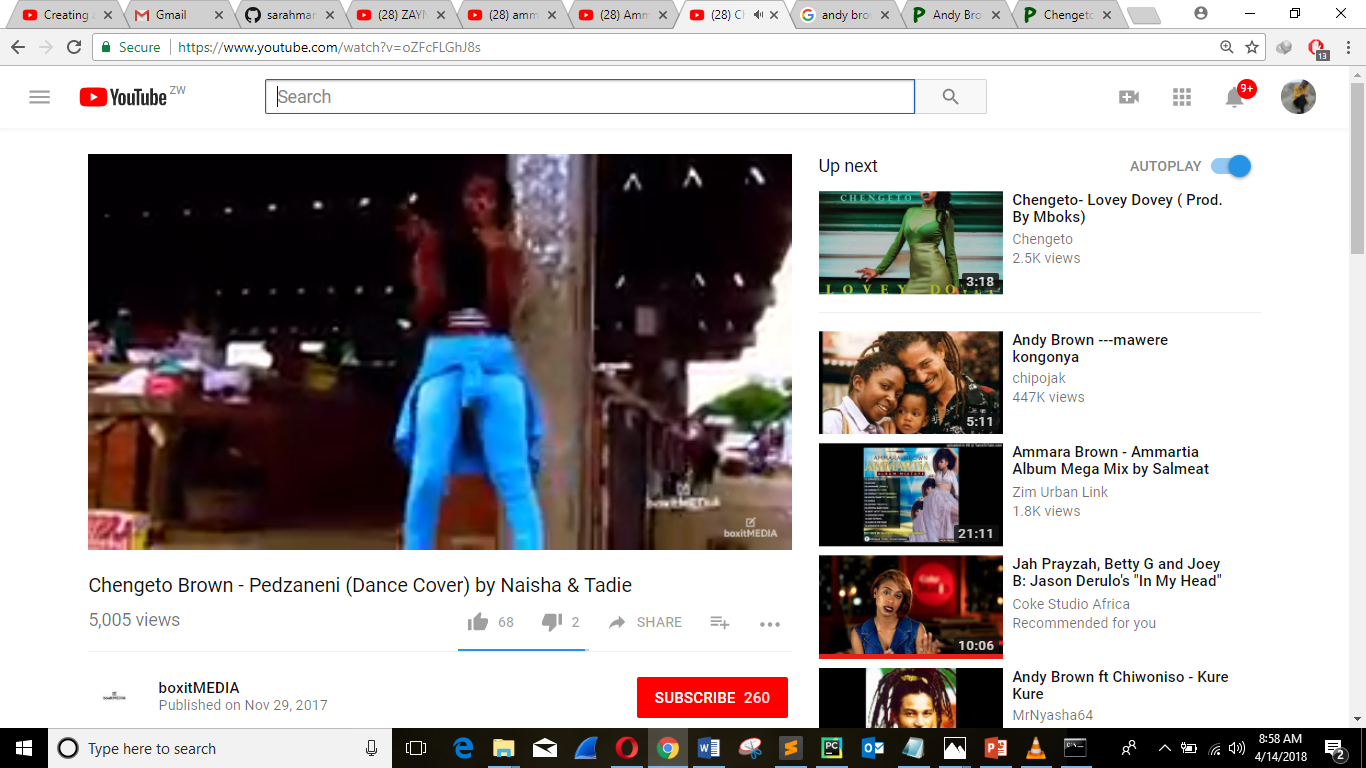 Creating a
Gmail
sarahman
(28) ZAYN
(28) amm
(28) Amm
(28) Cl
andy brow
Andy Bro
Chengeto
Secure
https://www.youtube.com/watch?v=oZFcFLGhJ8s
13
YouTube ZW
Search
9+
boxitMEDIA
boxitMEDIA
Chengeto Brown - Pedzaneni (Dance Cover) by Naisha & Tadie
5,005 views
68
2
SHARE
boxitMEDIA
Published on Nov 29, 2017
SUBSCRIBE 260
Up next
AUTOPLAY
CHENGETO
LOVEY DOVEY
3:18
Chengeto- Lovey Dovey ( Prod.
By Mboks)
Chengeto
2.5K views
5:11
Andy Brown ---mawere
kongonya
chipojak
447K views
AMMARA BROWN
AMMARTIA
21:11
Ammara Brown - Ammartia
Album Mega Mix by Salmeat
Zim Urban Link
1.8K views
10:06
Jah Prayzah, Betty G and Joey
B: Jason Derulo's "In My Head"
Coke Studio Africa
Recommended for you
Andy Brown ft Chiwoniso - Kure
Kure
MrNyasha64
Type here to search
8:58 AM
4/14/2018
2